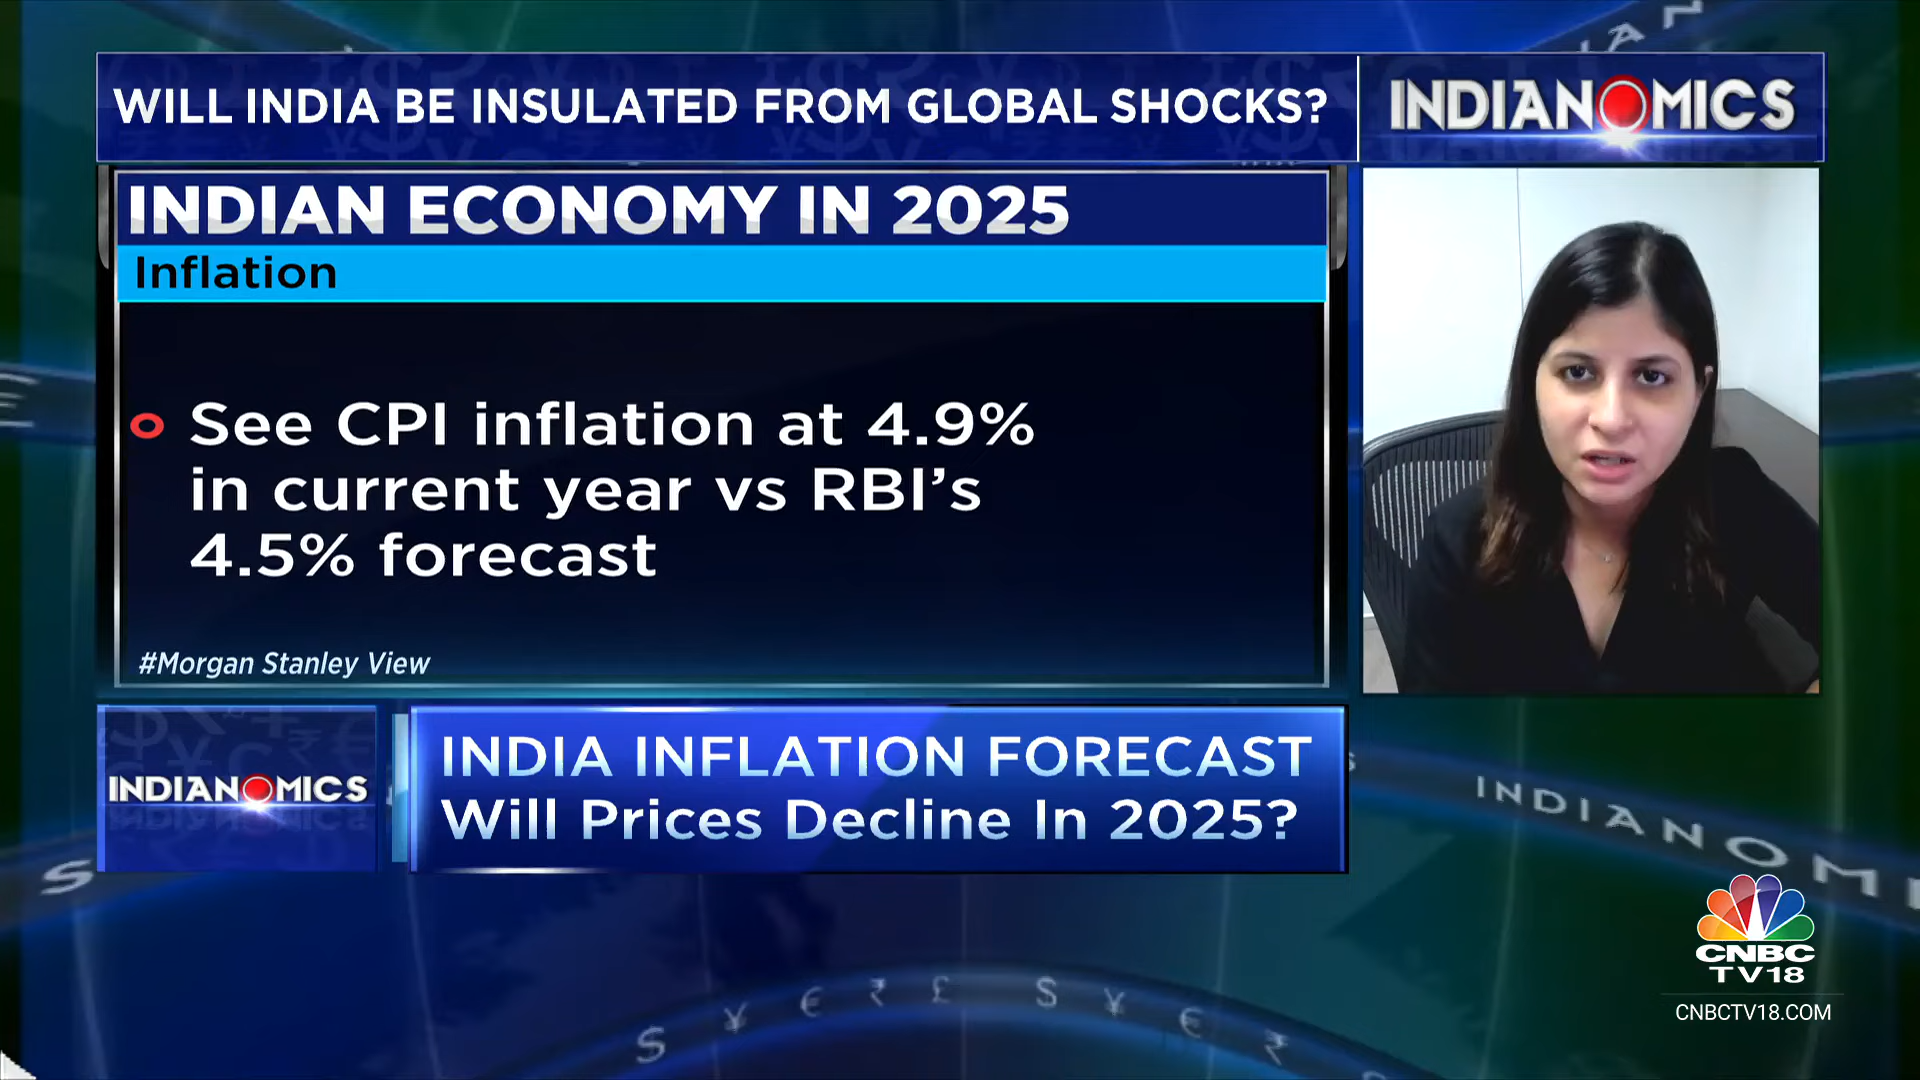 WILL INDIA BE INSULATED FROM GLOBAL SHOCKS?
INDIANOMICS
INDIAN ECONOMY IN 2025
Inflation
See CPI inflation at 4.9%
in current year vs RBI’s
4.5% forecast
#Morgan Stanley View
INDIANOMICS
INDIA INFLATION FORECAST
Will Prices Decline In 2025?
INDIANOMI
CNBC
TV18
CNBCTV18.COM
S ¥ € ₹ £ S ¥ € ₹